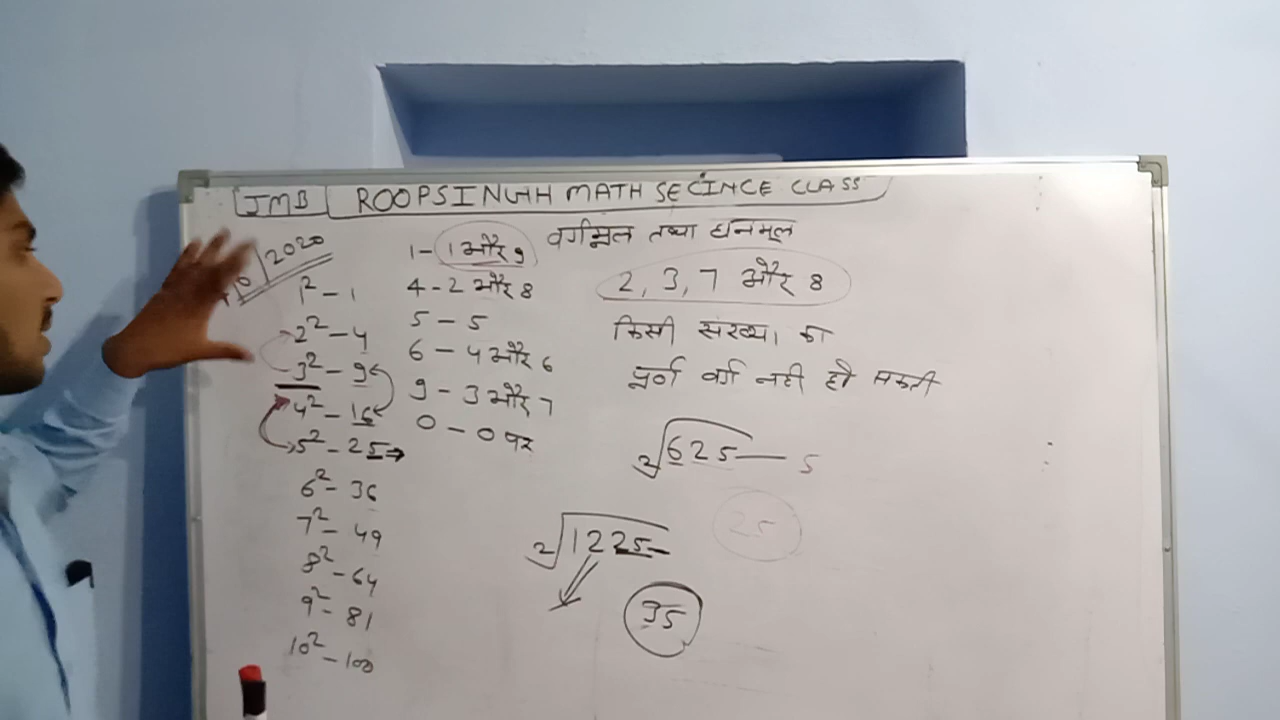 JMB ROOPSINGH MATH SECINCE CLASS
वर्गमूल तथा घनमूल
2020
1² - 1
2² - 4
3² - 9
4² - 16
5² - 25
6² - 36
7² - 49
8² - 64
9² - 81
10² - 100
1 - 1 और 9
4 - 2 और 8
5 - 5
6 - 4 और 6
9 - 3 और 7
0 - 0 पर
2, 3, 7 और 8
किसी संख्या का
पूर्ण वर्ग नही हो सकती
2√625 — 5
25
2√1225
35